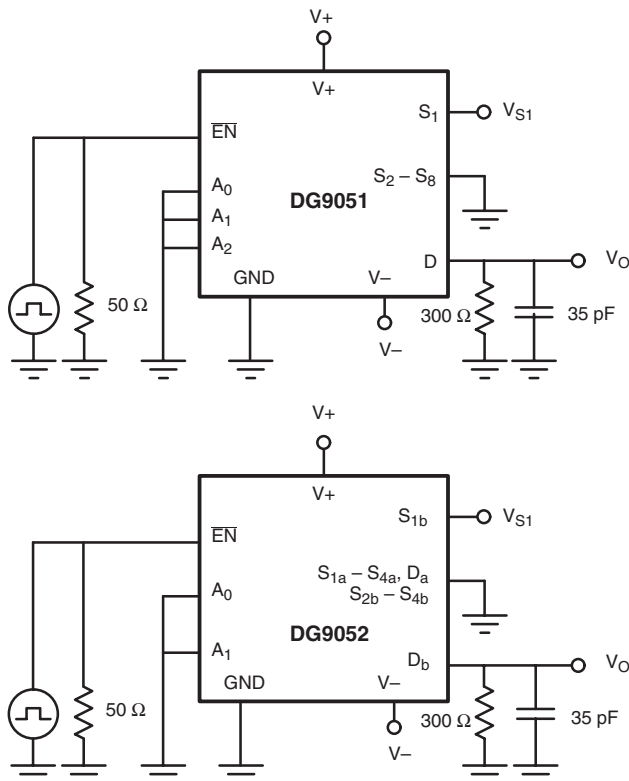 V+
V+
S1
VS1
EN
S2 – S8
A0
DG9051
A1
A2
D
VO
GND
V–
50 Ω
300 Ω
35 pF
V–
V+
V+
S1b
VS1
EN
S1a – S4a, Da
A0
S2b – S4b
DG9052
A1
Db
VO
GND
V–
50 Ω
300 Ω
35 pF
V–